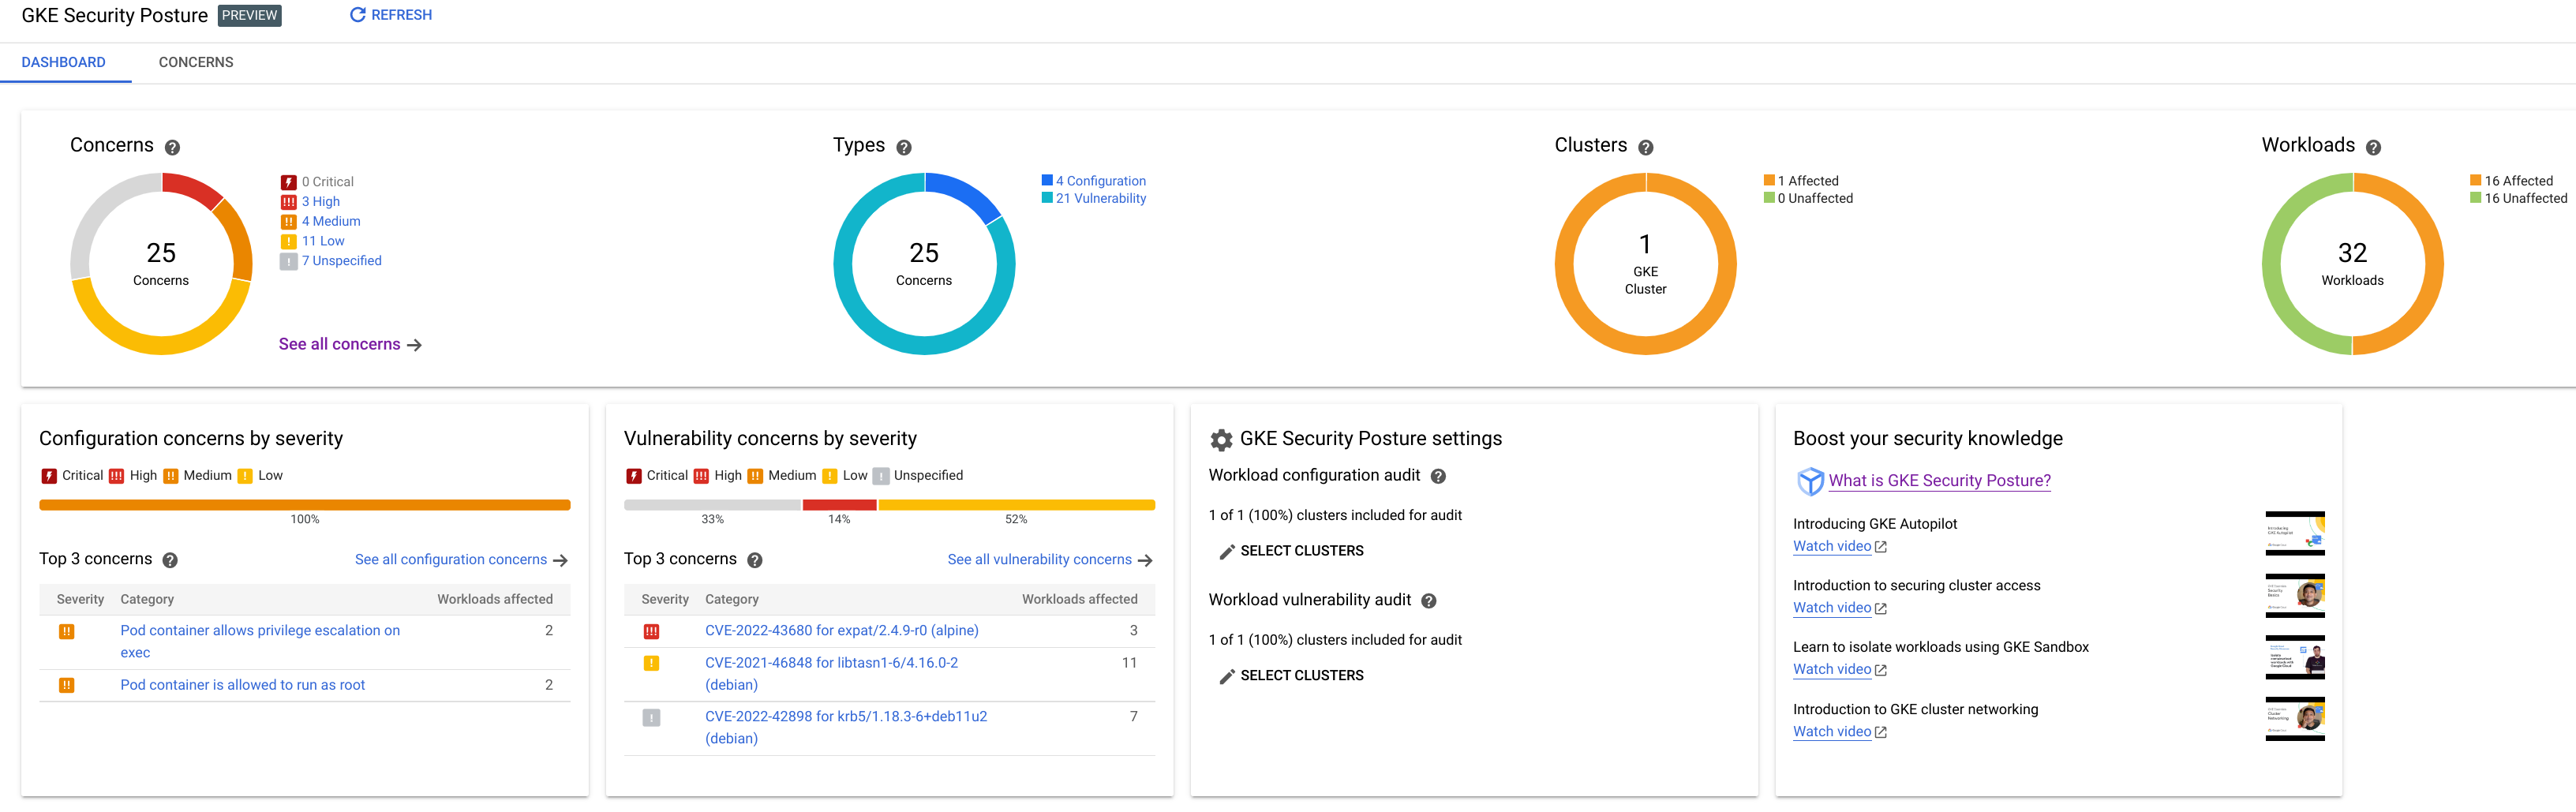 GKE Security Posture PREVIEW REFRESH
DASHBOARD CONCERNS
Concerns
25
Concerns
0 Critical
3 High
4 Medium
11 Low
7 Unspecified
See all concerns
Types
25
Concerns
4 Configuration
21 Vulnerability
Clusters
1
GKE
Cluster
1 Affected
0 Unaffected
Workloads
32
Workloads
16 Affected
16 Unaffected
Configuration concerns by severity
Critical High Medium Low
100%
Top 3 concerns See all configuration concerns
Severity Category Workloads affected
Pod container allows privilege escalation on 2
exec
Pod container is allowed to run as root 2
Vulnerability concerns by severity
Critical High Medium Low Unspecified
33% 14% 52%
Top 3 concerns See all vulnerability concerns
Severity Category Workloads affected
CVE-2022-43680 for expat/2.4.9-r0 (alpine) 3
CVE-2021-46848 for libtasn1-6/4.16.0-2 11
(debian)
CVE-2022-42898 for krb5/1.18.3-6+deb11u2 7
(debian)
GKE Security Posture settings
Workload configuration audit
1 of 1 (100%) clusters included for audit
SELECT CLUSTERS
Workload vulnerability audit
1 of 1 (100%) clusters included for audit
SELECT CLUSTERS
Boost your security knowledge
What is GKE Security Posture?
Introducing GKE Autopilot
Watch video
Introduction to securing cluster access
Watch video
Learn to isolate workloads using GKE Sandbox
Watch video
Introduction to GKE cluster networking
Watch video